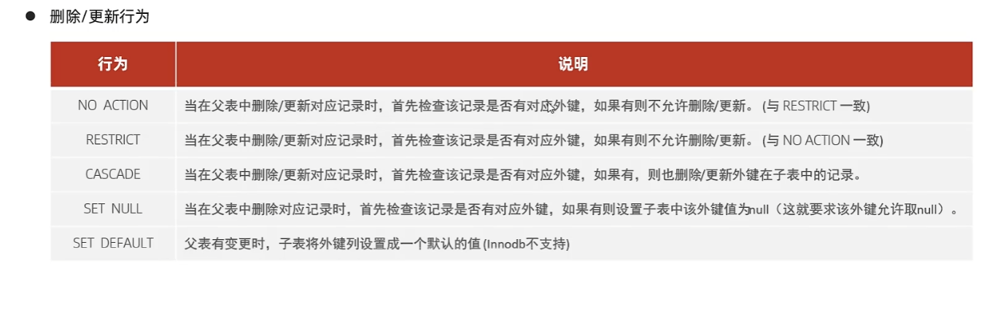 ● 删除/更新行为
行为 说明
NO ACTION 当在父表中删除/更新对应记录时，首先检查该记录是否有对应外键，如果有则不允许删除/更新。 (与 RESTRICT 一致)
RESTRICT 当在父表中删除/更新对应记录时，首先检查该记录是否有对应外键，如果有则不允许删除/更新。 (与 NO ACTION 一致)
CASCADE 当在父表中删除/更新对应记录时，首先检查该记录是否有对应外键，如果有，则也删除/更新外键在子表中的记录。
SET NULL 当在父表中删除对应记录时，首先检查该记录是否有对应外键，如果有则设置子表中该外键值为null（这就要求该外键允许取null）。
SET DEFAULT 父表有变更时，子表将外键列设置成一个默认的值 (Innodb不支持)